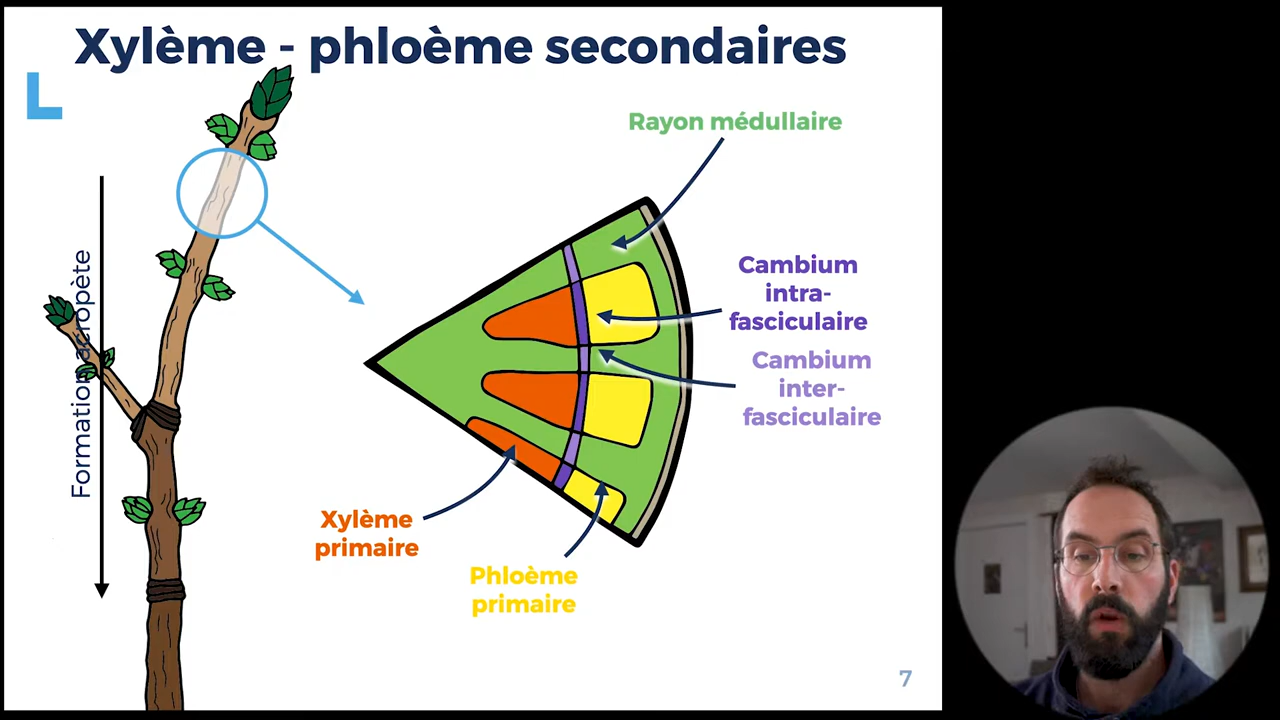 Xylème - phloème secondaires
Rayon médullaire
Cambium
intra-
fasciculaire
Cambium
inter-
fasciculaire
Formation acropète
Xylème
primaire
Phloème
primaire
7